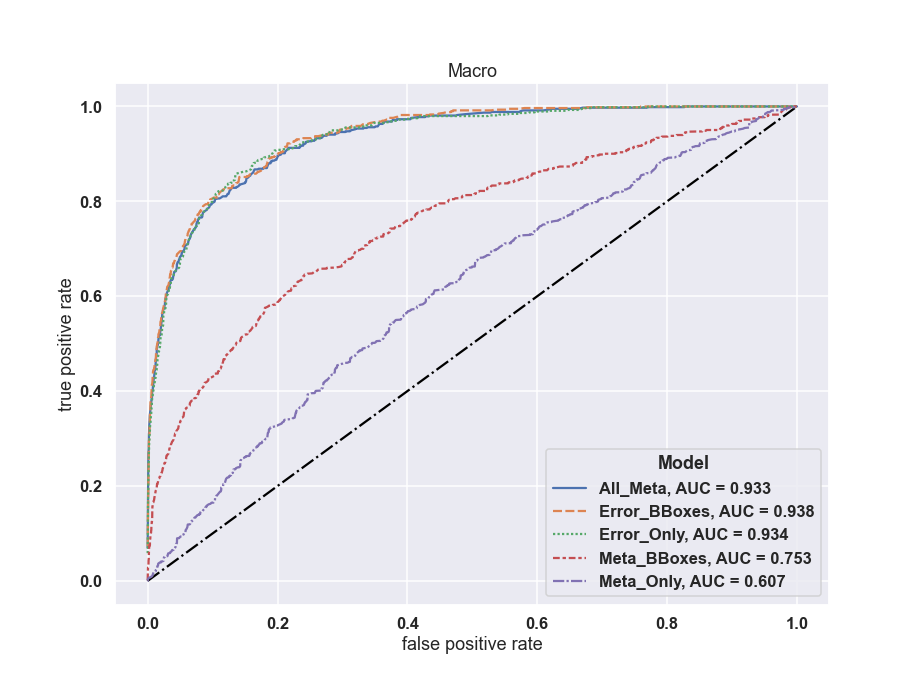 Macro
1.0
0.8
0.6
0.4
0.2
0.0
true positive rate
Model
All_Meta, AUC = 0.933
Error_BBoxes, AUC = 0.938
Error_Only, AUC = 0.934
Meta_BBoxes, AUC = 0.753
Meta_Only, AUC = 0.607
0.0 0.2 0.4 0.6 0.8 1.0
false positive rate